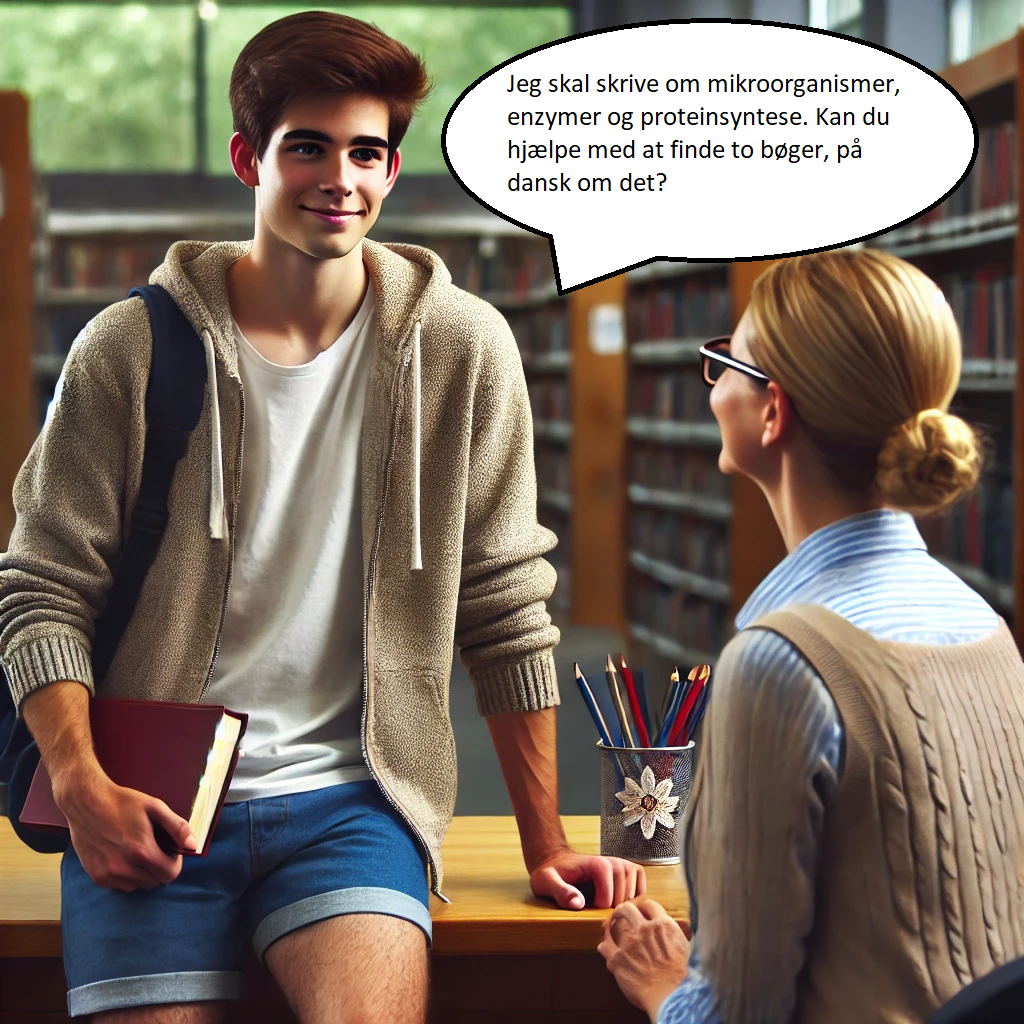 Jeg skal skrive om mikroorganismer,
enzymer og proteinsyntese. Kan du
hjælpe med at finde to bøger, på
dansk om det?